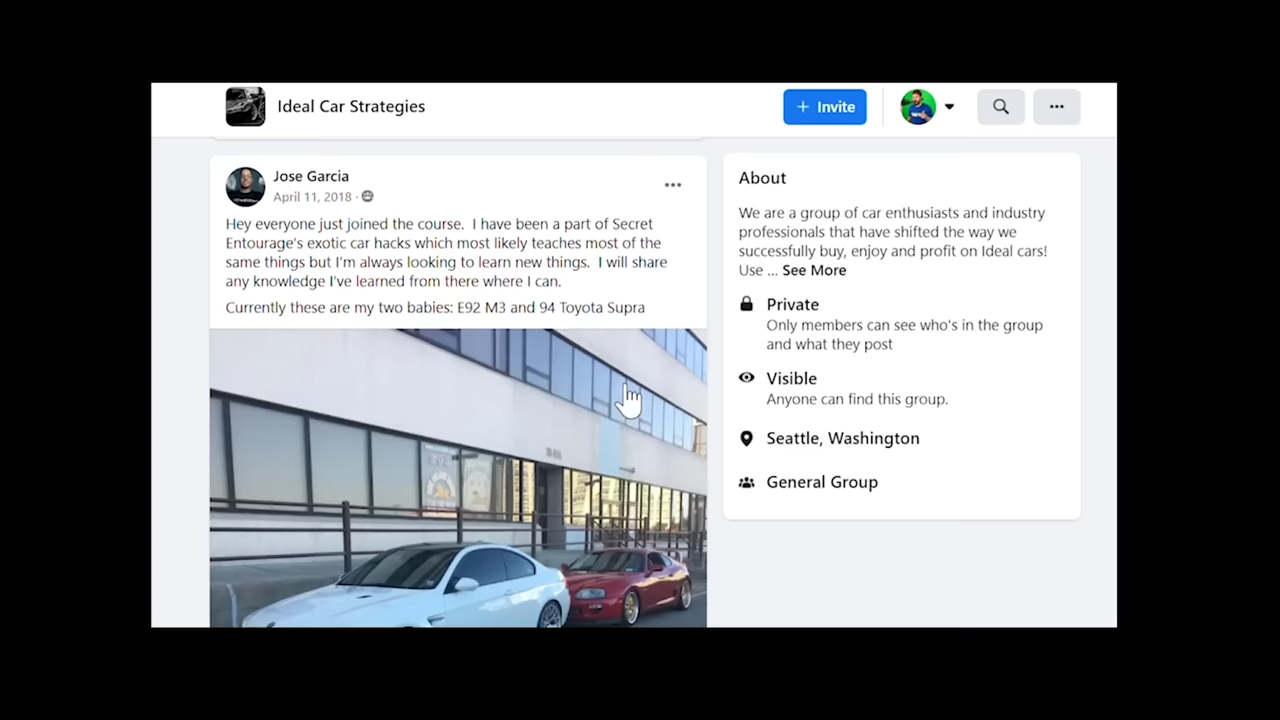 Ideal Car Strategies
+ Invite
Jose Garcia
April 11, 2018 ·
Hey everyone just joined the course. I have been a part of Secret
Entourage's exotic car hacks which most likely teaches most of the
same things but I'm always looking to learn new things. I will share
any knowledge I've learned from there where I can.
Currently these are my two babies: E92 M3 and 94 Toyota Supra
About
We are a group of car enthusiasts and industry
professionals that have shifted the way we
successfully buy, enjoy and profit on Ideal cars!
Use ... See More
Private
Only members can see who's in the group
and what they post
Visible
Anyone can find this group.
Seattle, Washington
General Group